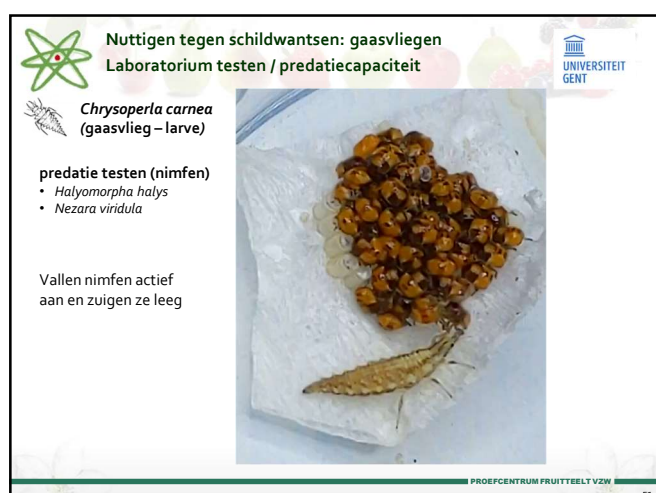 Nuttigen tegen schildwantsen: gaasvliegen
Laboratorium testen / predatiecapaciteit
UNIVERSITEIT
GENT
Chrysoperla carnea
(gaasvlieg – larve)
predatie testen (nimfen)
• Halyomorpha halys
• Nezara viridula
Vallen nimfen actief
aan en zuigen ze leeg
PROEFCENTRUM FRUITTEELT VZW